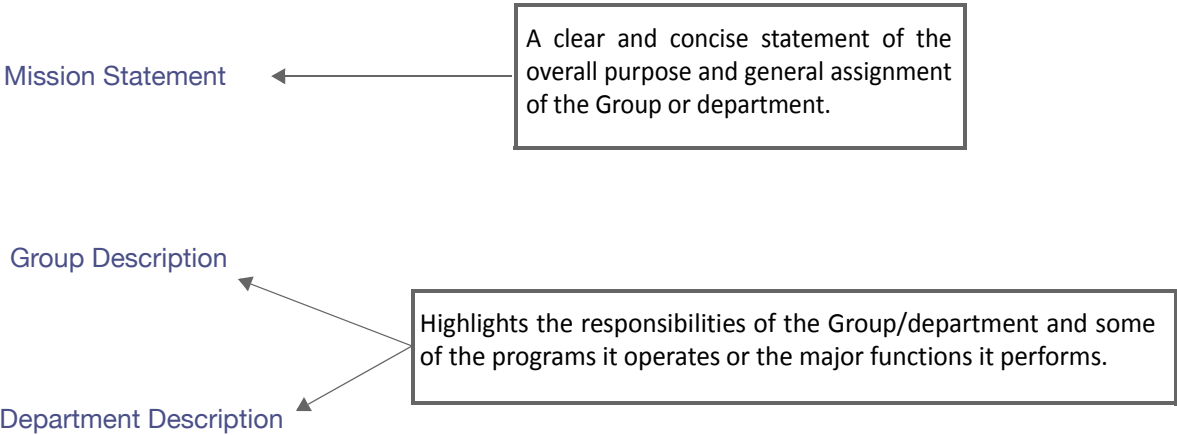 Mission Statement
A clear and concise statement of the
overall purpose and general assignment
of the Group or department.
Group Description
Highlights the responsibilities of the Group/department and some
of the programs it operates or the major functions it performs.
Department Description